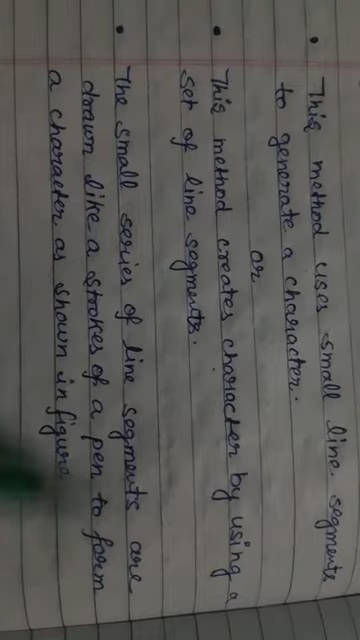 • This method uses small line segments
to generate a character.
or
• This method creates character by using a
set of line segments.
• The small series of line segments are
drawn like a strokes of a pen to form
a character as shown in figure